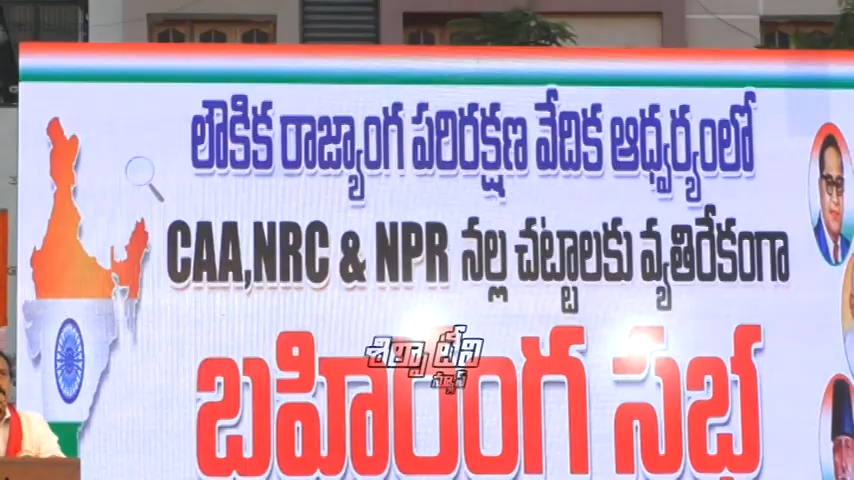 లౌకిక రాజ్యాంగ పరిరక్షణ వేదిక ఆధ్వర్యంలో
CAA,NRC & NPR నల్ల చట్టాలకు వ్యతిరేకంగా
శిల్పా టీవి
న్యూస్
బహిరంగ సభ